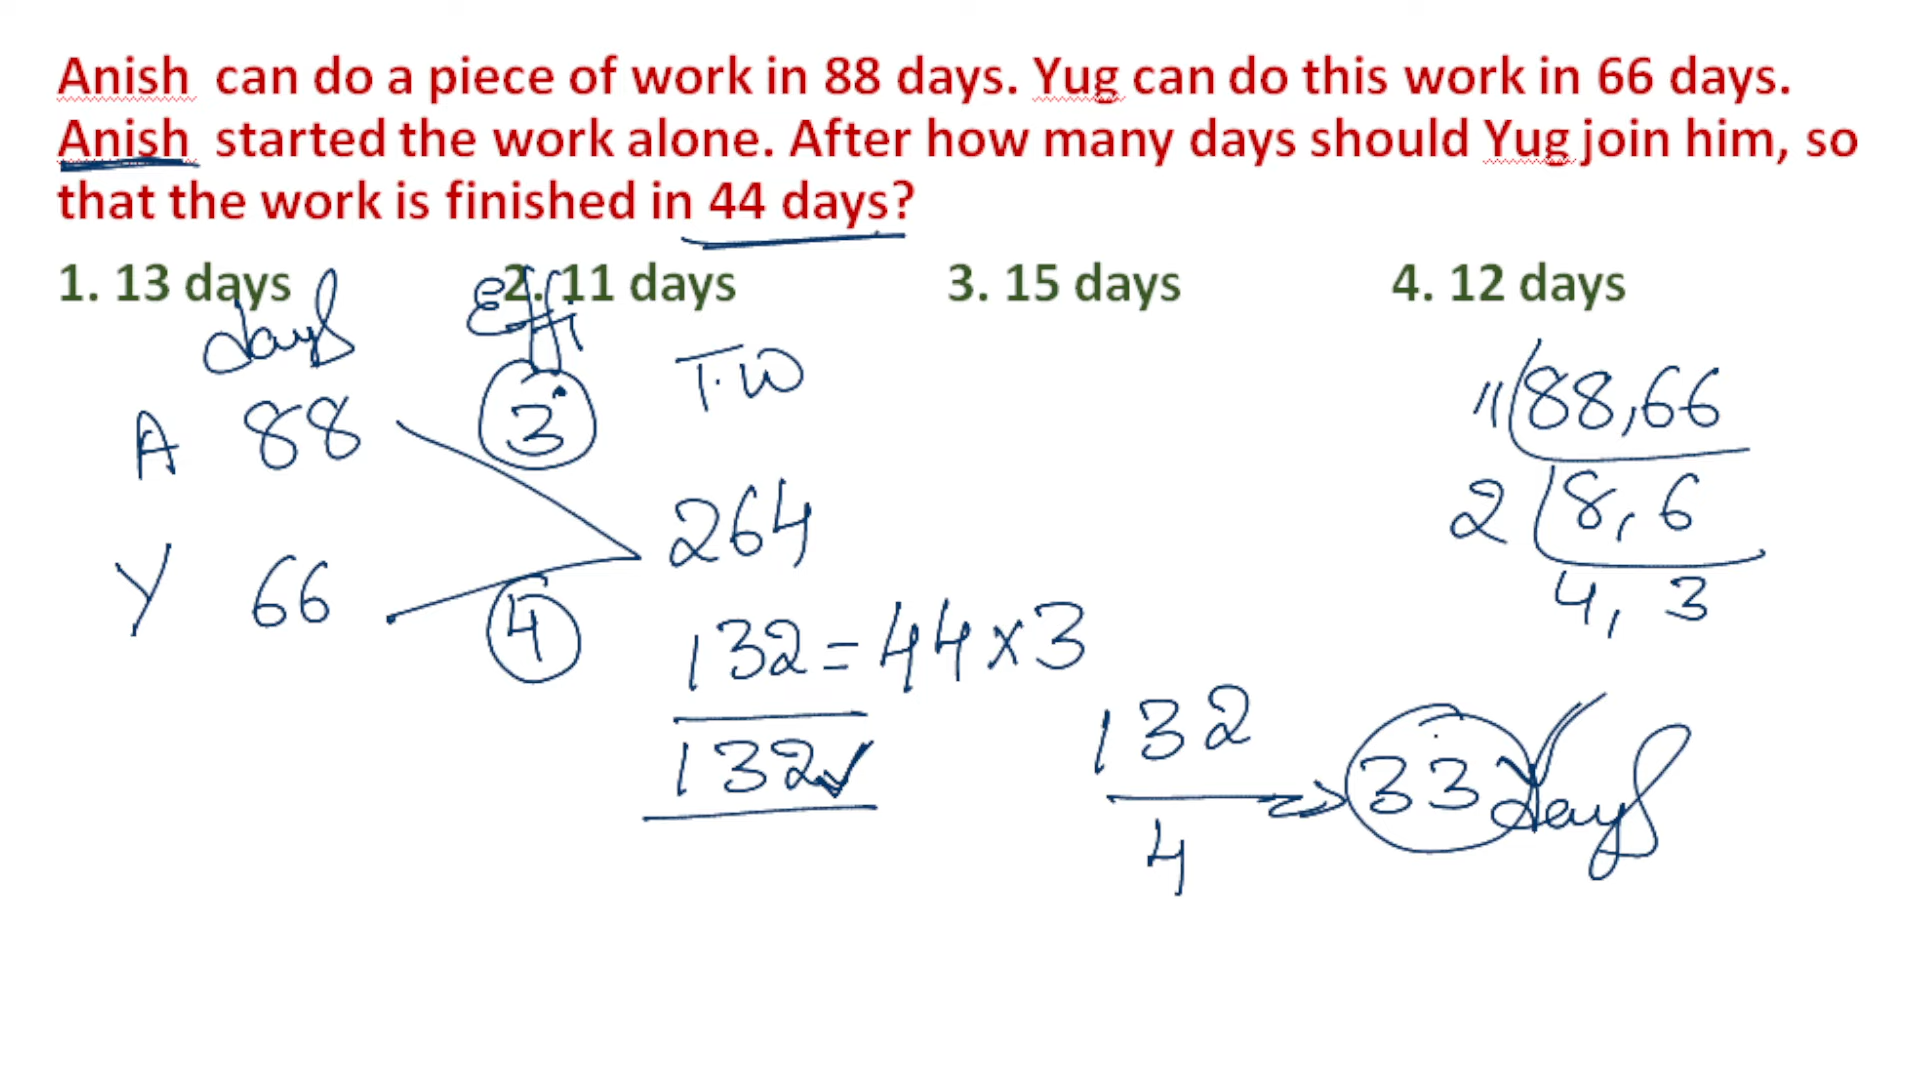 Anish can do a piece of work in 88 days. Yug can do this work in 66 days.
Anish started the work alone. After how many days should Yug join him, so
that the work is finished in 44 days?
1. 13 days 2. 11 days 3. 15 days 4. 12 days
days Effi T.W
A 88 3
11 88,66
2 8, 6
4, 3
264
Y 66 4
132 = 44 x 3
132
132
4
33 days